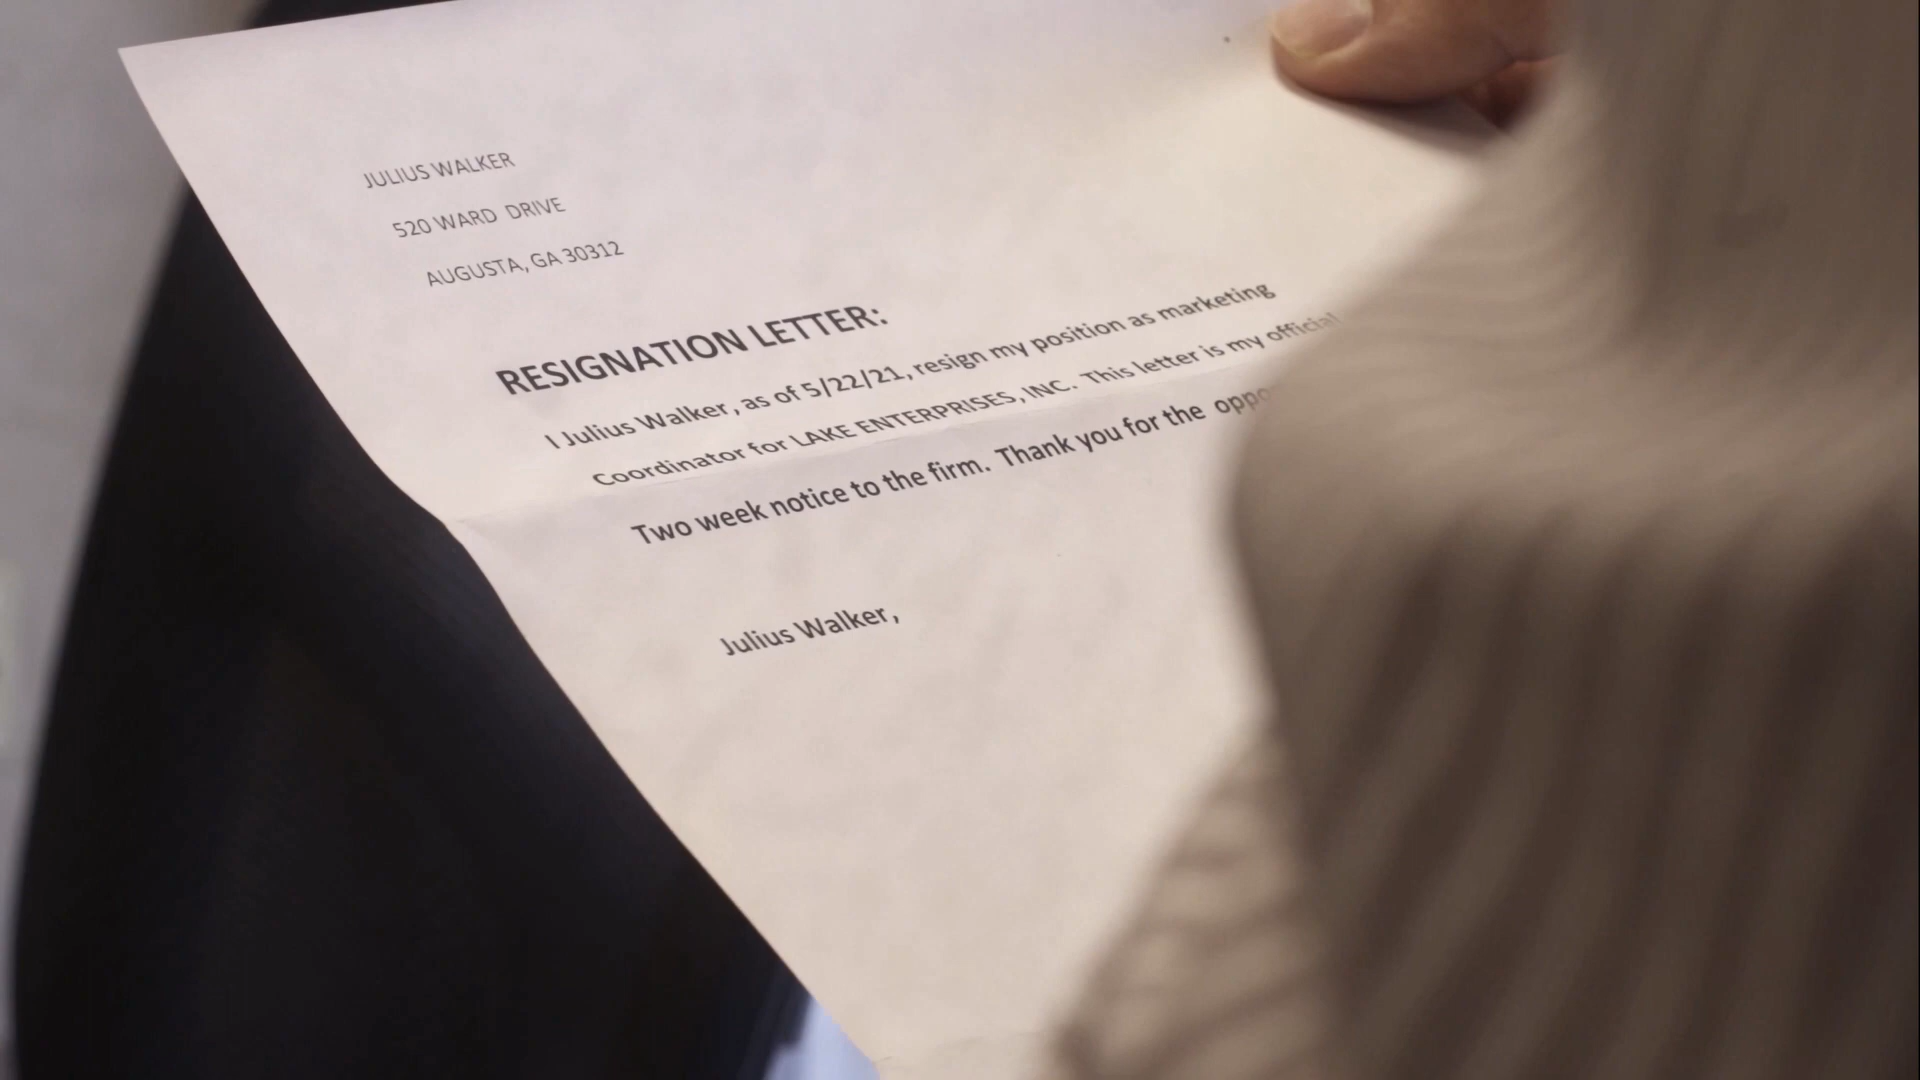 JULIUS WALKER
520 WARD DRIVE
AUGUSTA, GA 30312
RESIGNATION LETTER:
I Julius Walker, as of 5/22/21, resign my position as marketing
Coordinator for LAKE ENTERPRISES, INC. This letter is my official
Two week notice to the firm. Thank you for the
Julius Walker,